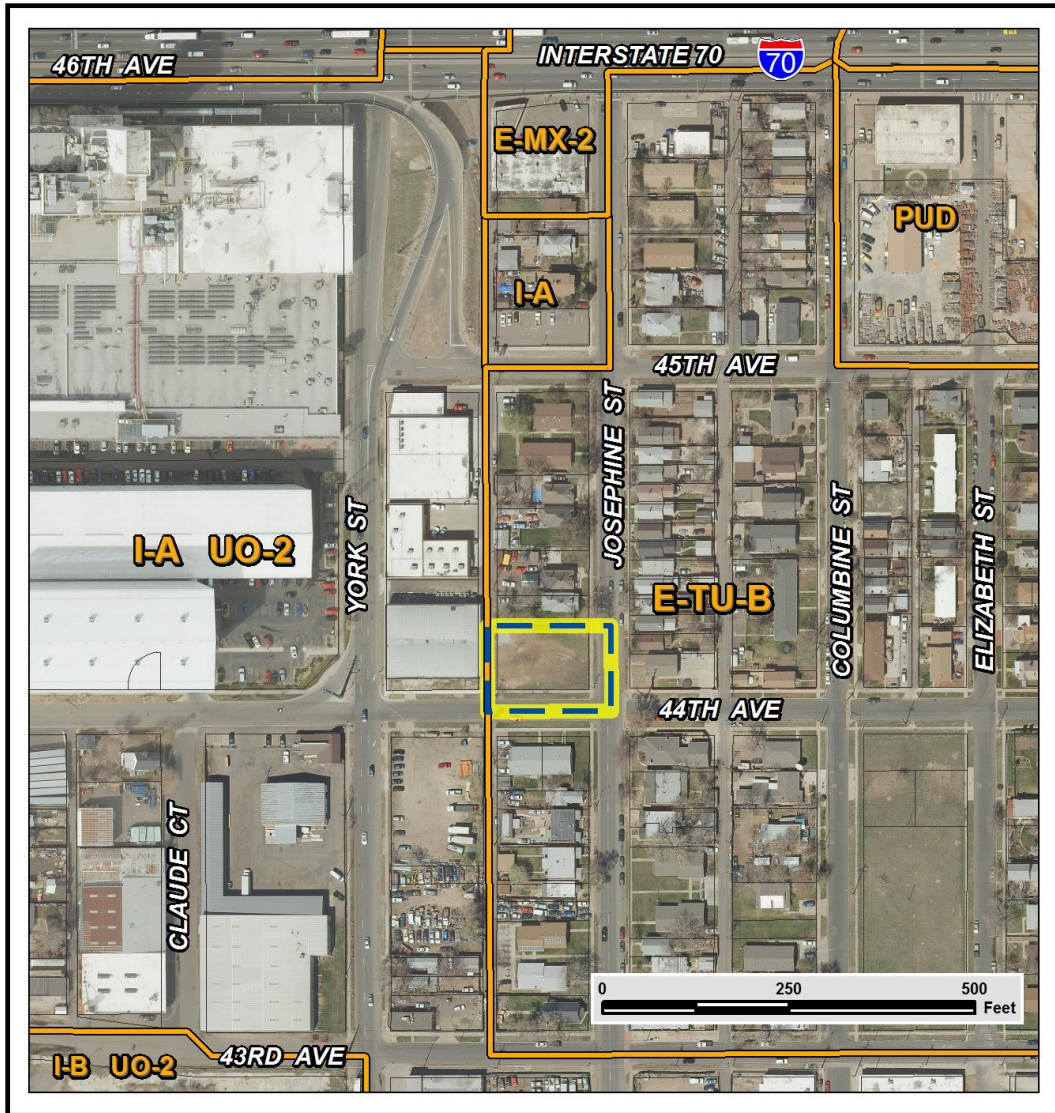 46TH AVE
INTERSTATE 70
70
E-MX-2
PUD
I-A
45TH AVE
JOSEPHINE ST
YORK ST
COLUMBINE ST
ELIZABETH ST
I-A UO-2
E-TU-B
44TH AVE
CLAUDE CT
0 250 500
Feet
43RD AVE
I-B UO-2